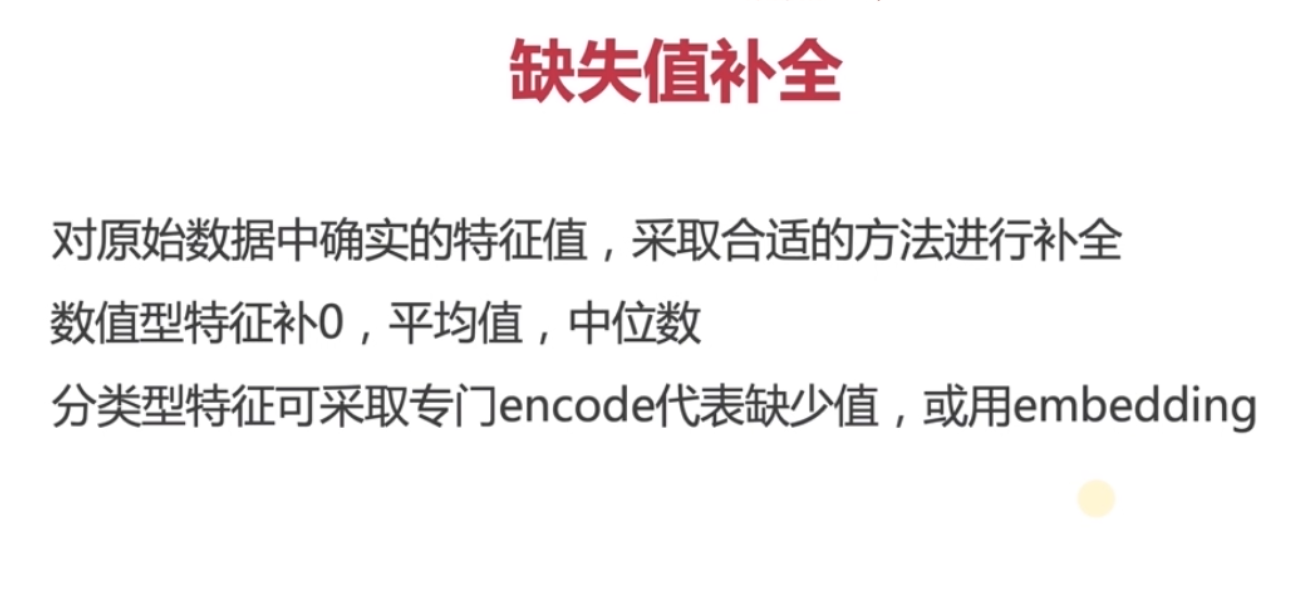 缺失值补全
对原始数据中确实的特征值，采取合适的方法进行补全
数值型特征补0，平均值，中位数
分类型特征可采取专门encode代表缺少值，或用embedding